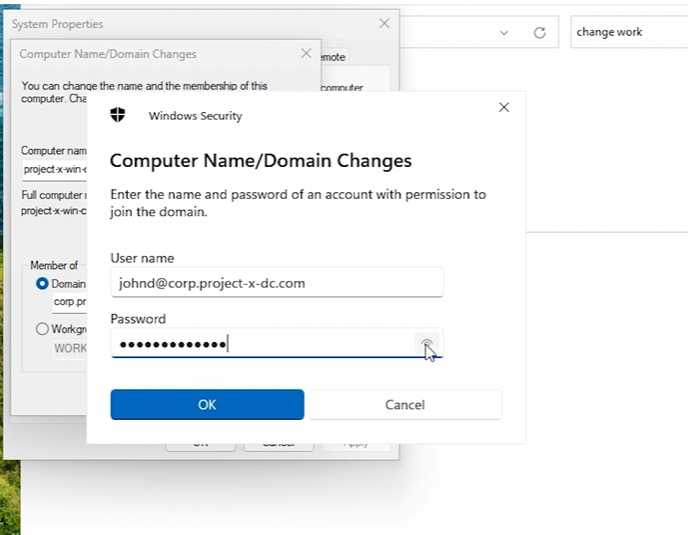 System Properties
change work
Computer Name/Domain Changes
emote
You can change the name and the membership of this
computer. Cha
computer
Windows Security
Computer Name/Domain Changes
Enter the name and password of an account with permission to
join the domain.
Computer nam
project-x-win-c
Full computer
project-x-win-c
User name
johnd@corp.project-x-dc.com
Member of
Domain
corp.pr
Password
•••••••••••••
Workgr
WORK
OK
Cancel
Cancel
Apply